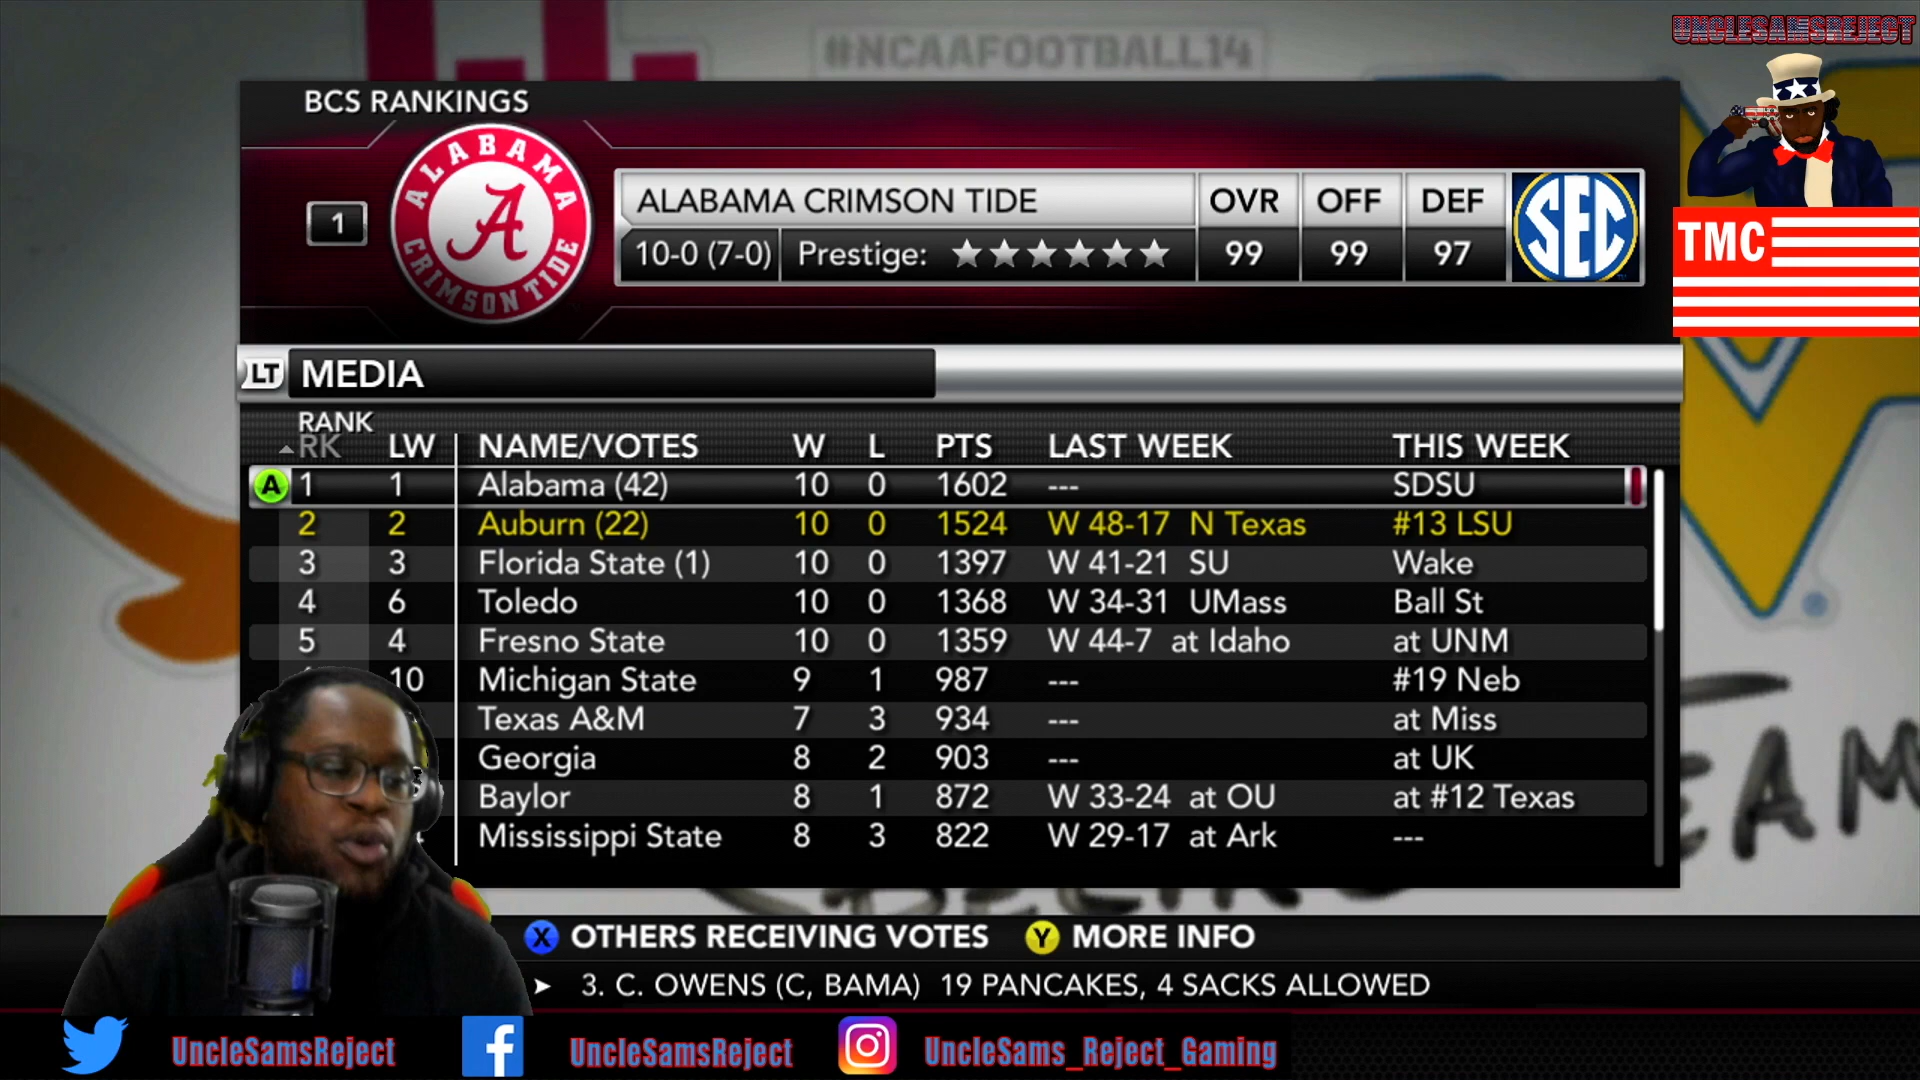 #NCAAFOOTBALL14
UNCLESAMSREJECT
BCS RANKINGS
1
ALABAMA
CRIMSON TIDE
A
ALABAMA CRIMSON TIDE OVR OFF DEF
10-0 (7-0) Prestige: 99 99 97
SEC
TMC
LT MEDIA
RANK
RK LW NAME/VOTES W L PTS LAST WEEK THIS WEEK
A 1 1 Alabama (42) 10 0 1602 --- SDSU
2 2 Auburn (22) 10 0 1524 W 48-17 N Texas #13 LSU
3 3 Florida State (1) 10 0 1397 W 41-21 SU Wake
4 6 Toledo 10 0 1368 W 34-31 UMass Ball St
5 4 Fresno State 10 0 1359 W 44-7 at Idaho at UNM
10 Michigan State 9 1 987 --- #19 Neb
Texas A&M 7 3 934 --- at Miss
Georgia 8 2 903 --- at UK
Baylor 8 1 872 W 33-24 at OU at #12 Texas
Mississippi State 8 3 822 W 29-17 at Ark ---
X OTHERS RECEIVING VOTES Y MORE INFO
3. C. OWENS (C, BAMA) 19 PANCAKES, 4 SACKS ALLOWED
UncleSamsReject
f UncleSamsReject
UncleSams_Reject_Gaming